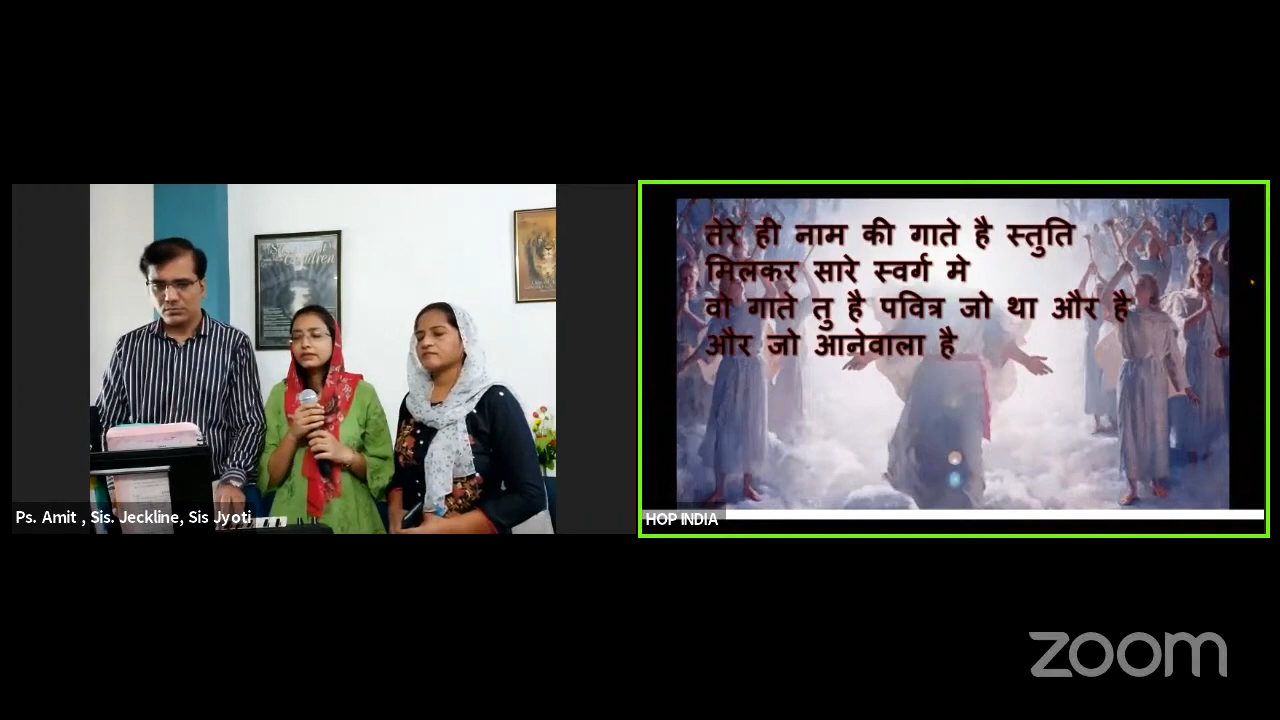 Ps. Amit , Sis. Jeckline, Sis Jyoti
तेरे ही नाम की गाते है स्तुति
मिलकर सारे स्वर्ग मे
वो गाते तु है पवित्र जो था और है
और जो आनेवाला है
HOP INDIA
zoom